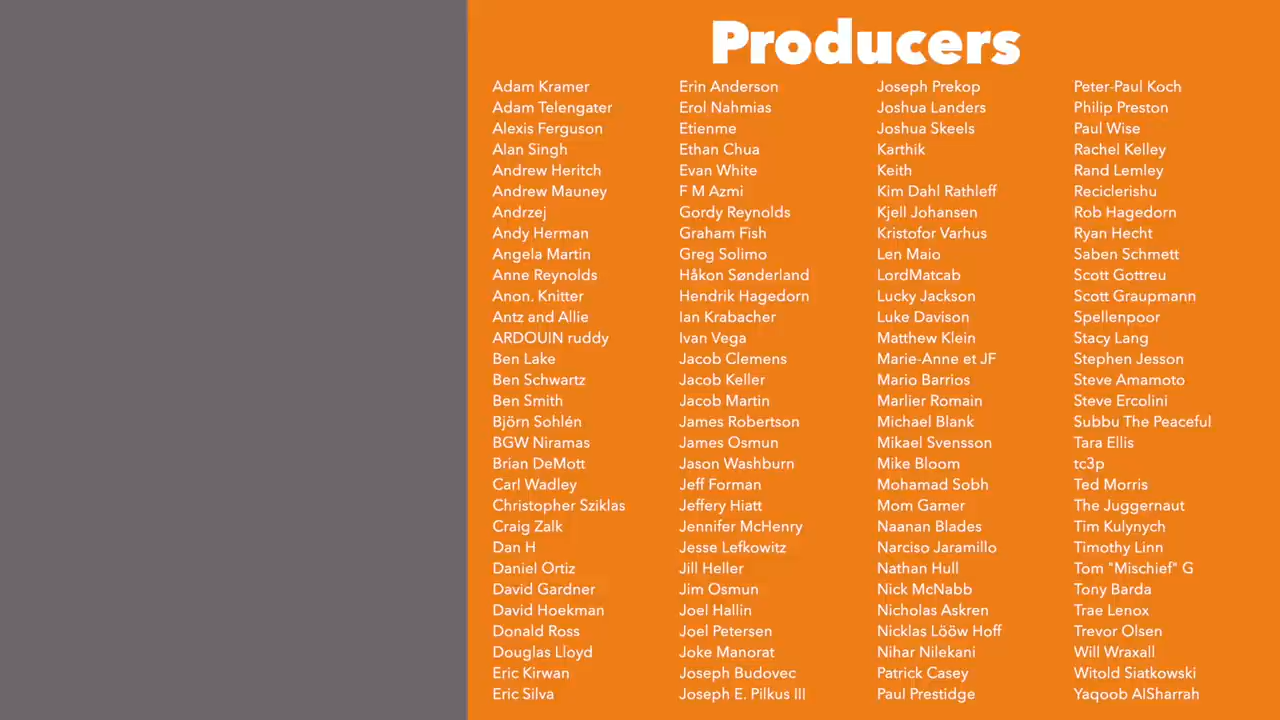 Producers
Adam Kramer
Adam Telengater
Alexis Ferguson
Alan Singh
Andrew Heritch
Andrew Mauney
Andrzej
Andy Herman
Angela Martin
Anne Reynolds
Anon. Knitter
Antz and Allie
ARDOUIN ruddy
Ben Lake
Ben Schwartz
Ben Smith
Björn Sohlén
BGW Niramas
Brian DeMott
Carl Wadley
Christopher Sziklas
Craig Zalk
Dan H
Daniel Ortiz
David Gardner
David Hoekman
Donald Ross
Douglas Lloyd
Eric Kirwan
Eric Silva
Erin Anderson
Erol Nahmias
Etienme
Ethan Chua
Evan White
F M Azmi
Gordy Reynolds
Graham Fish
Greg Solimo
Håkon Sønderland
Hendrik Hagedorn
Ian Krabacher
Ivan Vega
Jacob Clemens
Jacob Keller
Jacob Martin
James Robertson
James Osmun
Jason Washburn
Jeff Forman
Jeffery Hiatt
Jennifer McHenry
Jesse Lefkowitz
Jill Heller
Jim Osmun
Joel Hallin
Joel Petersen
Joke Manorat
Joseph Budovec
Joseph E. Pilkus III
Joseph Prekop
Joshua Landers
Joshua Skeels
Karthik
Keith
Kim Dahl Rathleff
Kjell Johansen
Kristofor Varhus
Len Maio
LordMatcab
Lucky Jackson
Luke Davison
Matthew Klein
Marie-Anne et JF
Mario Barrios
Marlier Romain
Michael Blank
Mikael Svensson
Mike Bloom
Mohamad Sobh
Mom Gamer
Naanan Blades
Narciso Jaramillo
Nathan Hull
Nick McNabb
Nicholas Askren
Nicklas Lööw Hoff
Nihar Nilekani
Patrick Casey
Paul Prestidge
Peter-Paul Koch
Philip Preston
Paul Wise
Rachel Kelley
Rand Lemley
Reciclerishu
Rob Hagedorn
Ryan Hecht
Saben Schmett
Scott Gottreu
Scott Graupmann
Spellenpoor
Stacy Lang
Stephen Jesson
Steve Amamoto
Steve Ercolini
Subbu The Peaceful
Tara Ellis
tc3p
Ted Morris
The Juggernaut
Tim Kulynych
Timothy Linn
Tom "Mischief" G
Tony Barda
Trae Lenox
Trevor Olsen
Will Wraxall
Witold Siatkowski
Yaqoob AlSharrah